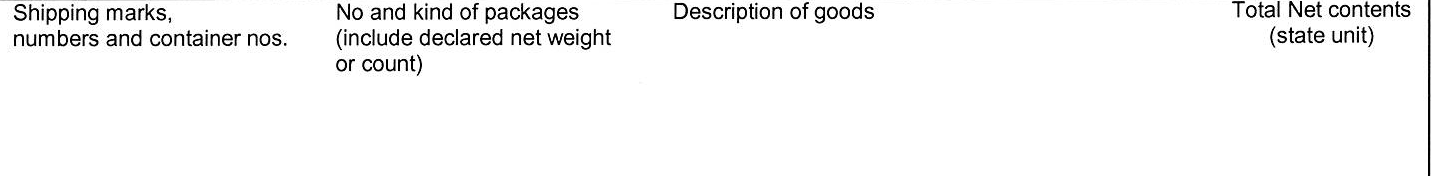 Shipping marks,
numbers and container nos.
No and kind of packages
(include declared net weight
or count)
Description of goods
Total Net contents
(state unit)